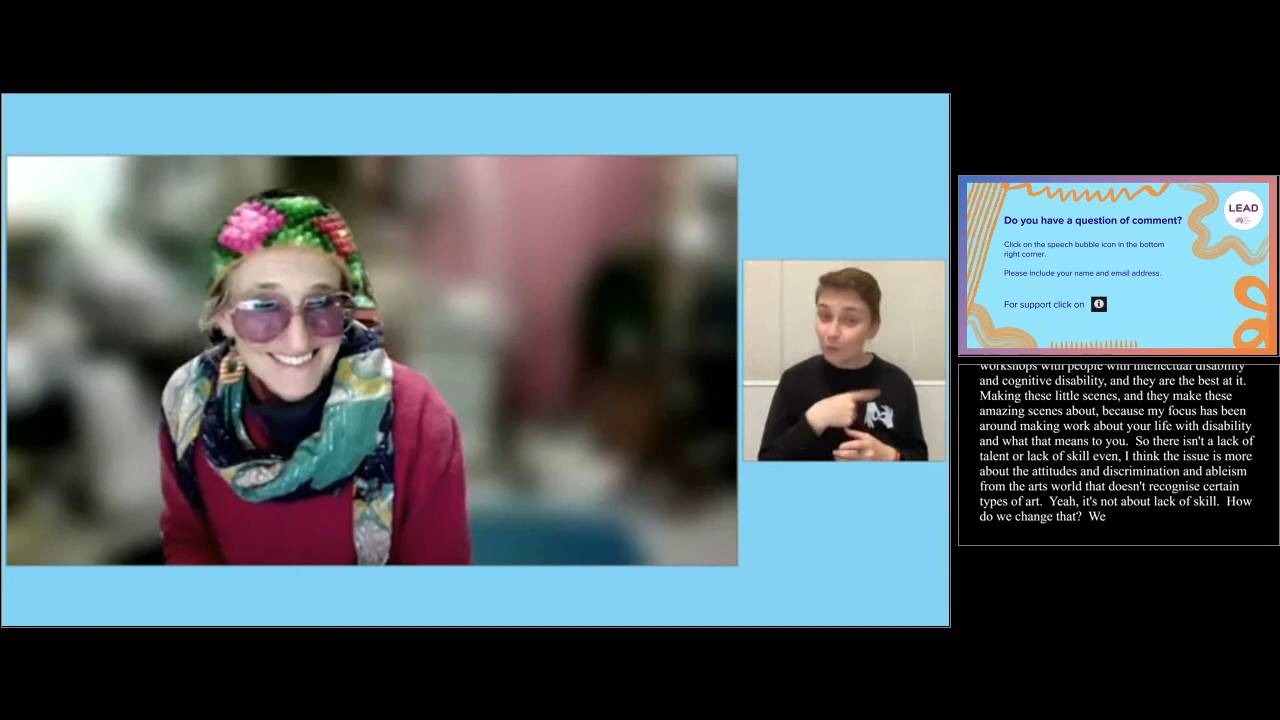 Do you have a question of comment?
LEAD
Click on the speech bubble icon in the bottom
right corner.
Please include your name and email address.
For support click on
workshops with people with intellectual disability
and cognitive disability, and they are the best at it.
Making these little scenes, and they make these
amazing scenes about, because my focus has been
around making work about your life with disability
and what that means to you.  So there isn't a lack of
talent or lack of skill even, I think the issue is more
about the attitudes and discrimination and ableism
from the arts world that doesn't recognise certain
types of art.  Yeah, it's not about lack of skill.  How
do we change that?  We